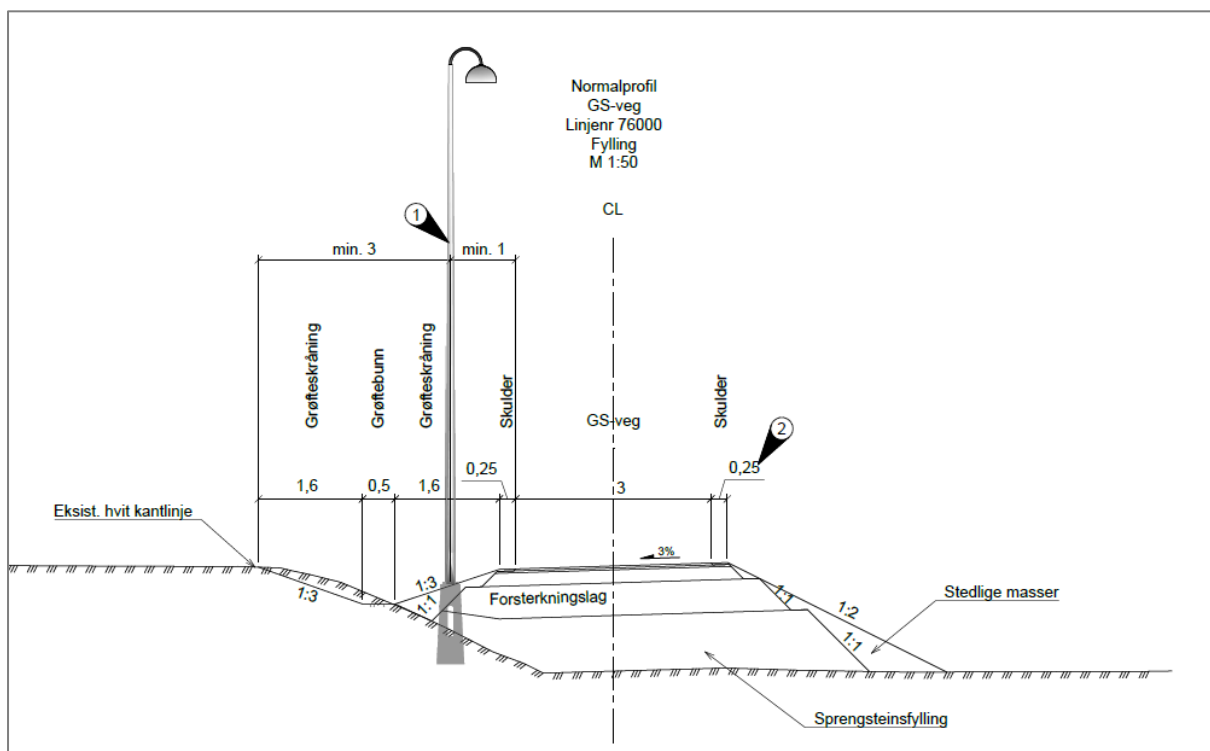 Normalprofil
GS-veg
Linjenr 76000
Fylling
M 1:50
CL
1
min. 3
min. 1
Grøfteskråning
Grøftebunn
Grøfteskråning
Skulder
GS-veg
Skulder
2
0,25
0,25
1,6
0,5
1,6
3
Eksist. hvit kantlinje
3%
1:3
1:3
1:1
Forsterkningslag
1:1
1:2
Stedlige masser
1:1
Sprengsteinsfylling